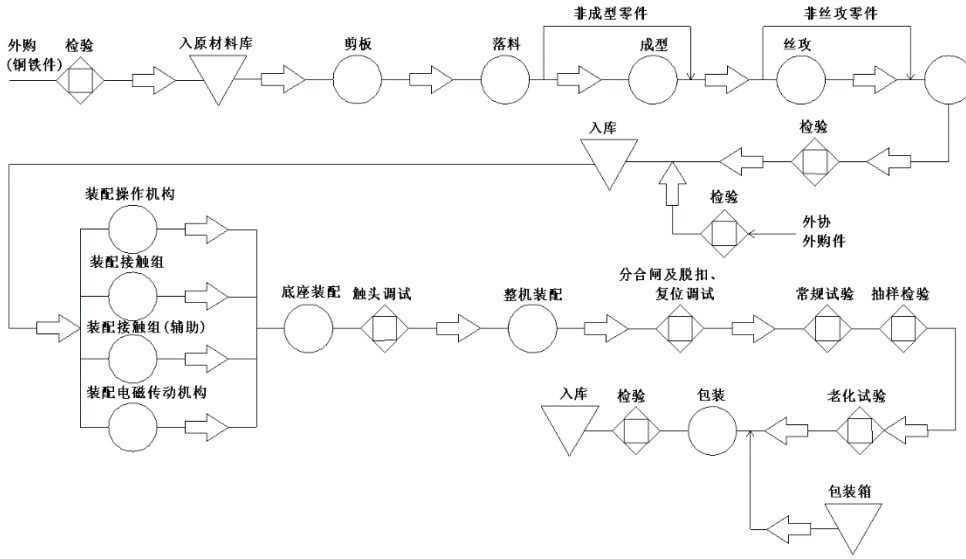 外购
(铜铁件)
检验
入原材料库
剪板
落料
非成型零件
成型
非丝攻零件
丝攻
入库
检验
检验
外协
外购件
装配操作机构
装配接触组
装配接触组(辅助)
装配电磁传动机构
底座装配
触头调试
整机装配
分合闸及脱扣、
复位调试
常规试验
抽样检验
入库
检验
包装
老化试验
包装箱